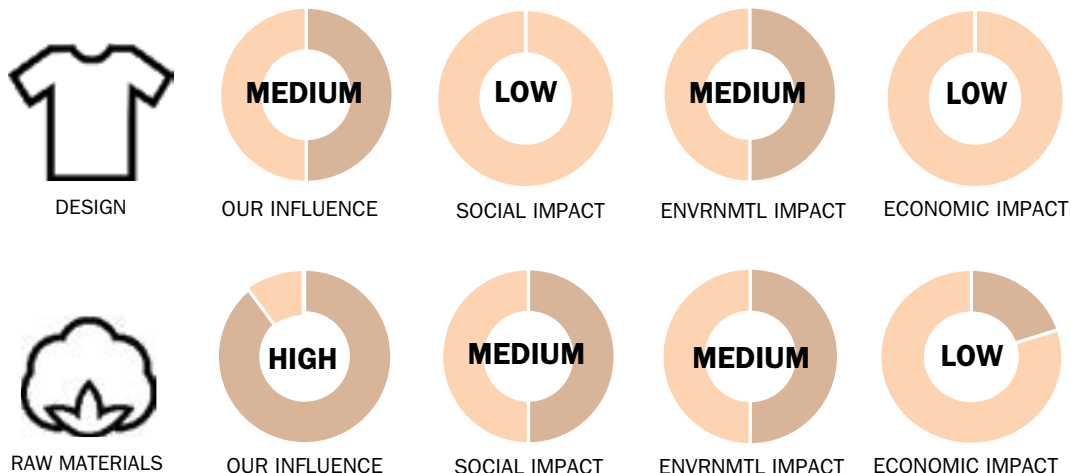 MEDIUM LOW MEDIUM LOW
DESIGN OUR INFLUENCE SOCIAL IMPACT ENVRNMTL IMPACT ECONOMIC IMPACT
HIGH MEDIUM MEDIUM LOW
RAW MATERIALS OUR INFLUENCE SOCIAL IMPACT ENVRNMTL IMPACT ECONOMIC IMPACT